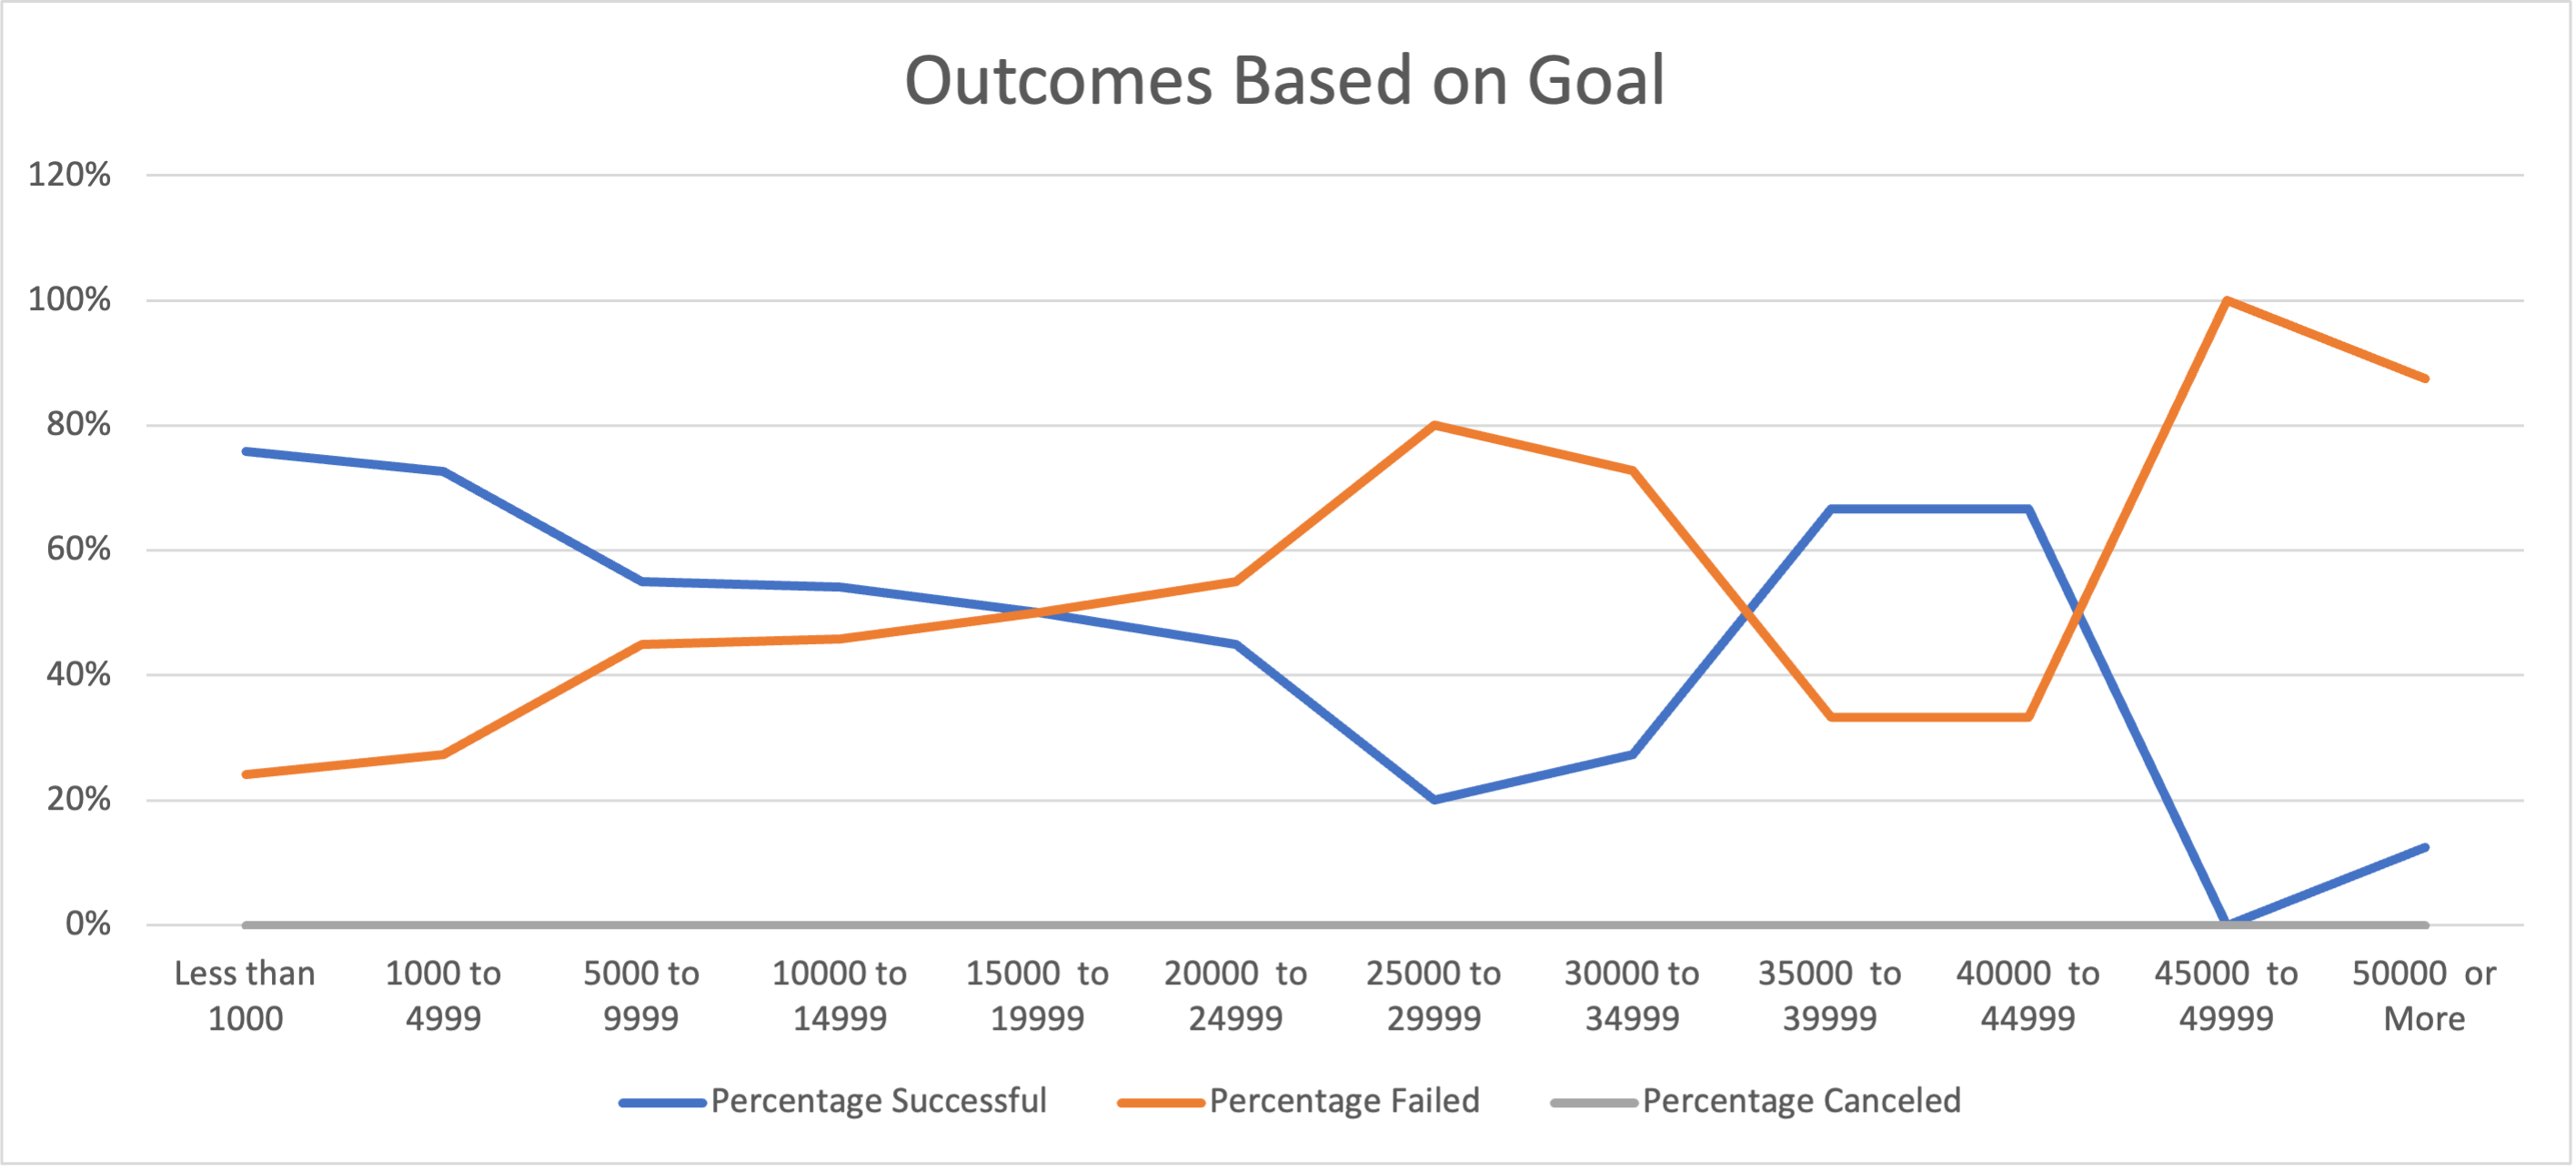 Outcomes Based on Goal
120%
100%
80%
60%
40%
20%
0%
Less than 1000 to 5000 to 10000 to 15000 to 20000 to 25000 to 30000 to 35000 to 40000 to 45000 to 50000 or
1000 4999 9999 14999 19999 24999 29999 34999 39999 44999 49999 More
Percentage Successful Percentage Failed Percentage Canceled